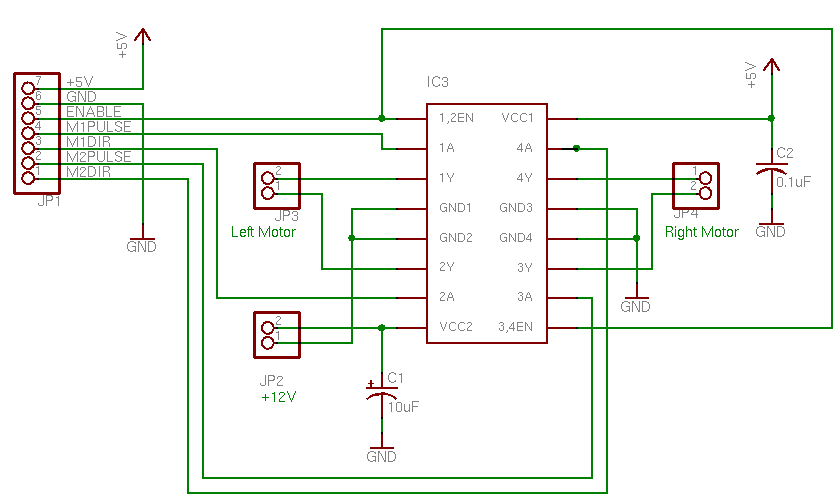 +5V
7 +5V
6 GND
5 ENABLE
4 M1PULSE
3 M1DIR
2 M2PULSE
1 M2DIR
JP1
GND
IC3
1,2EN VCC1
1A 4A
1Y 4Y
GND1 GND3
GND2 GND4
2Y 3Y
2A 3A
VCC2 3,4EN
2
1
JP3
Left Motor
2
1
JP2
+12V
+
C1
10uF
GND
+5V
C2
0.1uF
GND
1
2
JP4
Right Motor
GND